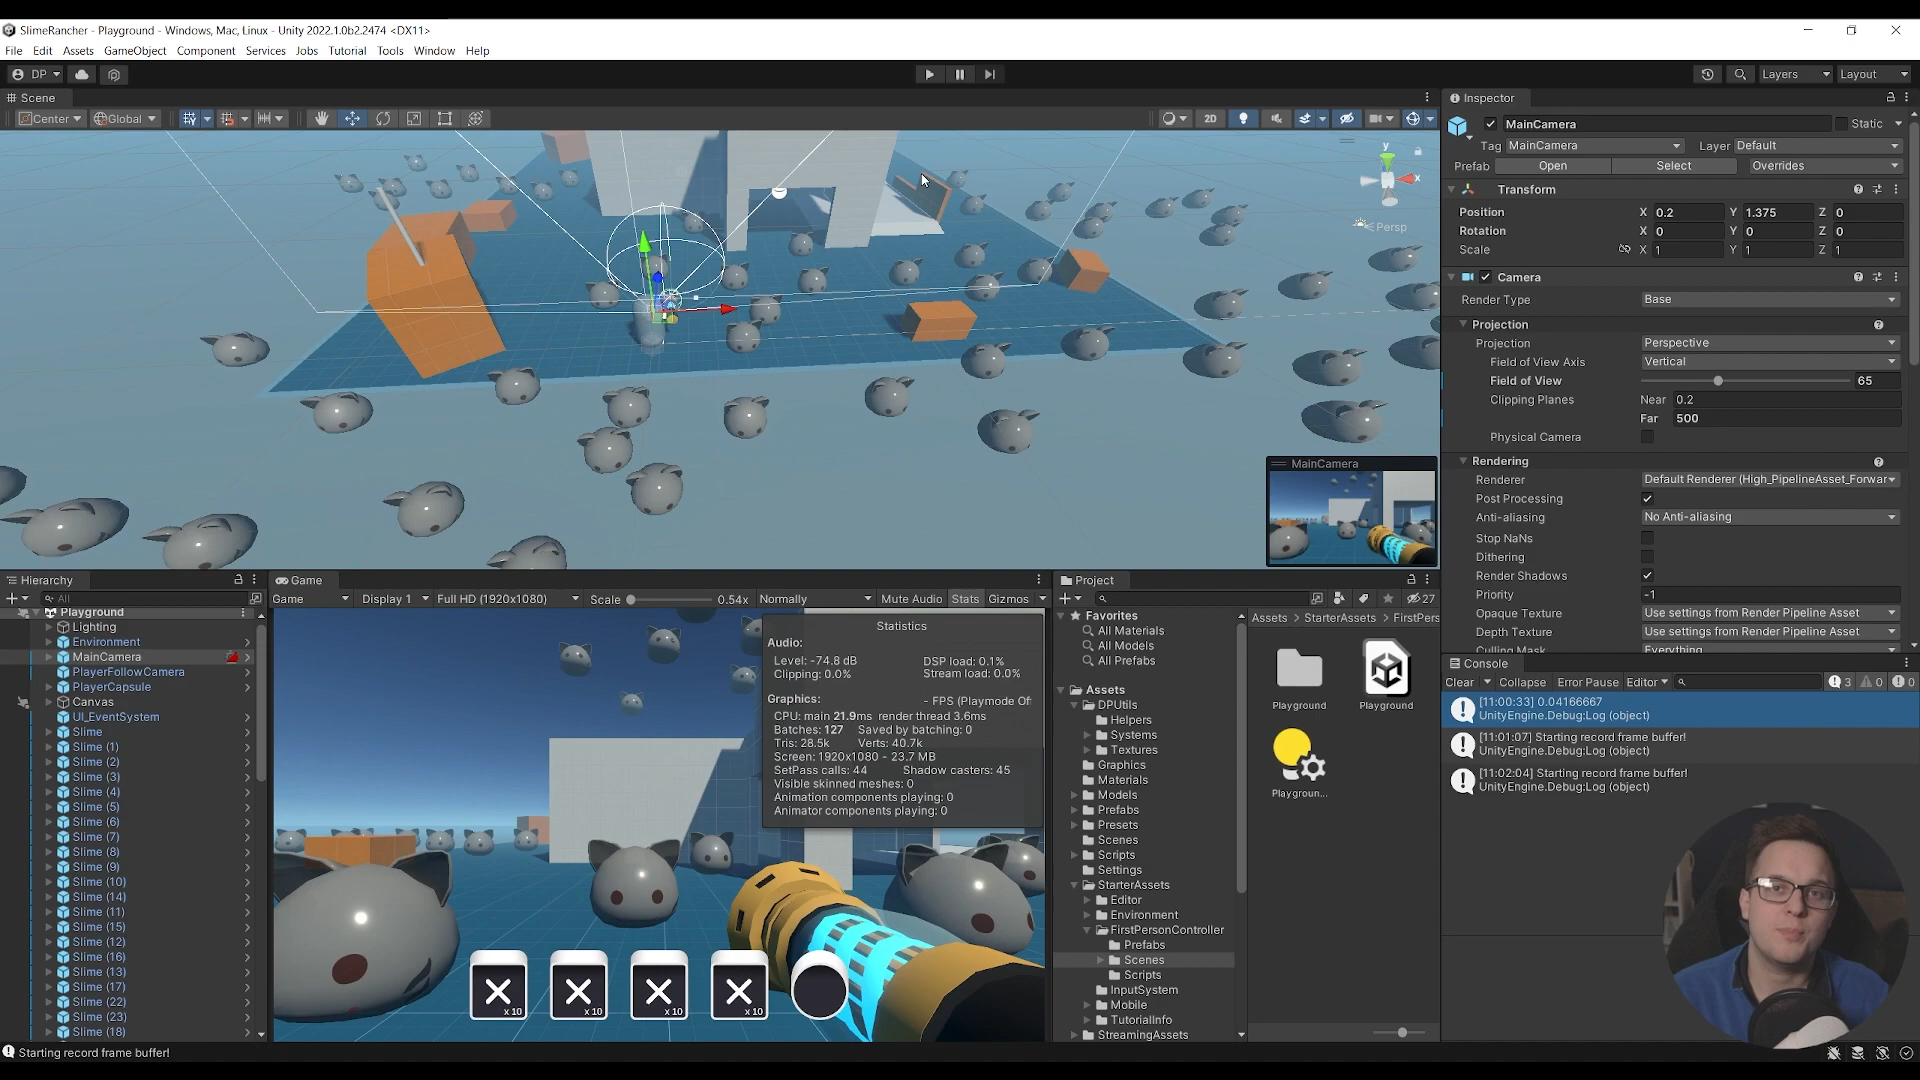 SlimeRancher - Playground - Windows, Mac, Linux - Unity 2022.1.0b2.2474 <DX11>
File Edit Assets GameObject Component Services Jobs Tutorial Tools Window Help
DP Layers Layout
Scene
Center Global 2D
y
x
Persp
MainCamera
Inspector
MainCamera Static
Tag MainCamera Layer Default
Prefab Open Select Overrides
Transform
Position X 0.2 Y 1.375 Z 0
Rotation X 0 Y 0 Z 0
Scale X 1 Y 1 Z 1
Camera
Render Type Base
Projection
Projection Perspective
Field of View Axis Vertical
Field of View 65
Clipping Planes Near 0.2
Far 500
Physical Camera
Rendering
Renderer Default Renderer (High_PipelineAsset_Forwar
Post Processing
Anti-aliasing No Anti-aliasing
Stop NaNs
Dithering
Render Shadows
Priority -1
Opaque Texture Use settings from Render Pipeline Asset
Depth Texture Use settings from Render Pipeline Asset
Culling Mask Everything
Hierarchy
All
Playground
Lighting
Environment
MainCamera
PlayerFollowCamera
PlayerCapsule
Canvas
UI_EventSystem
Slime
Slime (1)
Slime (2)
Slime (3)
Slime (4)
Slime (5)
Slime (6)
Slime (7)
Slime (8)
Slime (9)
Slime (10)
Slime (14)
Slime (11)
Slime (15)
Slime (12)
Slime (16)
Slime (13)
Slime (17)
Slime (22)
Slime (23)
Slime (18)
Game
Game Display 1 Full HD (1920x1080) Scale 0.54x Normally Mute Audio Stats Gizmos
Statistics
Audio:
Level: -74.8 dB DSP load: 0.1%
Clipping: 0.0% Stream load: 0.0%
Graphics: - FPS (Playmode Of
CPU: main 21.9ms render thread 3.6ms
Batches: 127 Saved by batching: 0
Tris: 28.5k Verts: 40.7k
Screen: 1920x1080 - 23.7 MB
SetPass calls: 44 Shadow casters: 45
Visible skinned meshes: 0
Animation components playing: 0
Animator components playing: 0
x 10 x 10 x 10 x 10
Project
27
Favorites
All Materials
All Models
All Prefabs
Assets
DPUtils
Helpers
Systems
Textures
Graphics
Materials
Models
Prefabs
Presets
Scenes
Scripts
Settings
StarterAssets
Editor
Environment
FirstPersonController
Prefabs
Scenes
Scripts
InputSystem
Mobile
TutorialInfo
StreamingAssets
Assets > StarterAssets > FirstPers
Playground Playground
Playgroun...
Console
Clear Collapse Error Pause Editor 3 0 0
[11:00:33] 0.04166667
UnityEngine.Debug:Log (object)
[11:01:07] Starting record frame buffer!
UnityEngine.Debug:Log (object)
[11:02:04] Starting record frame buffer!
UnityEngine.Debug:Log (object)
Starting record frame buffer!